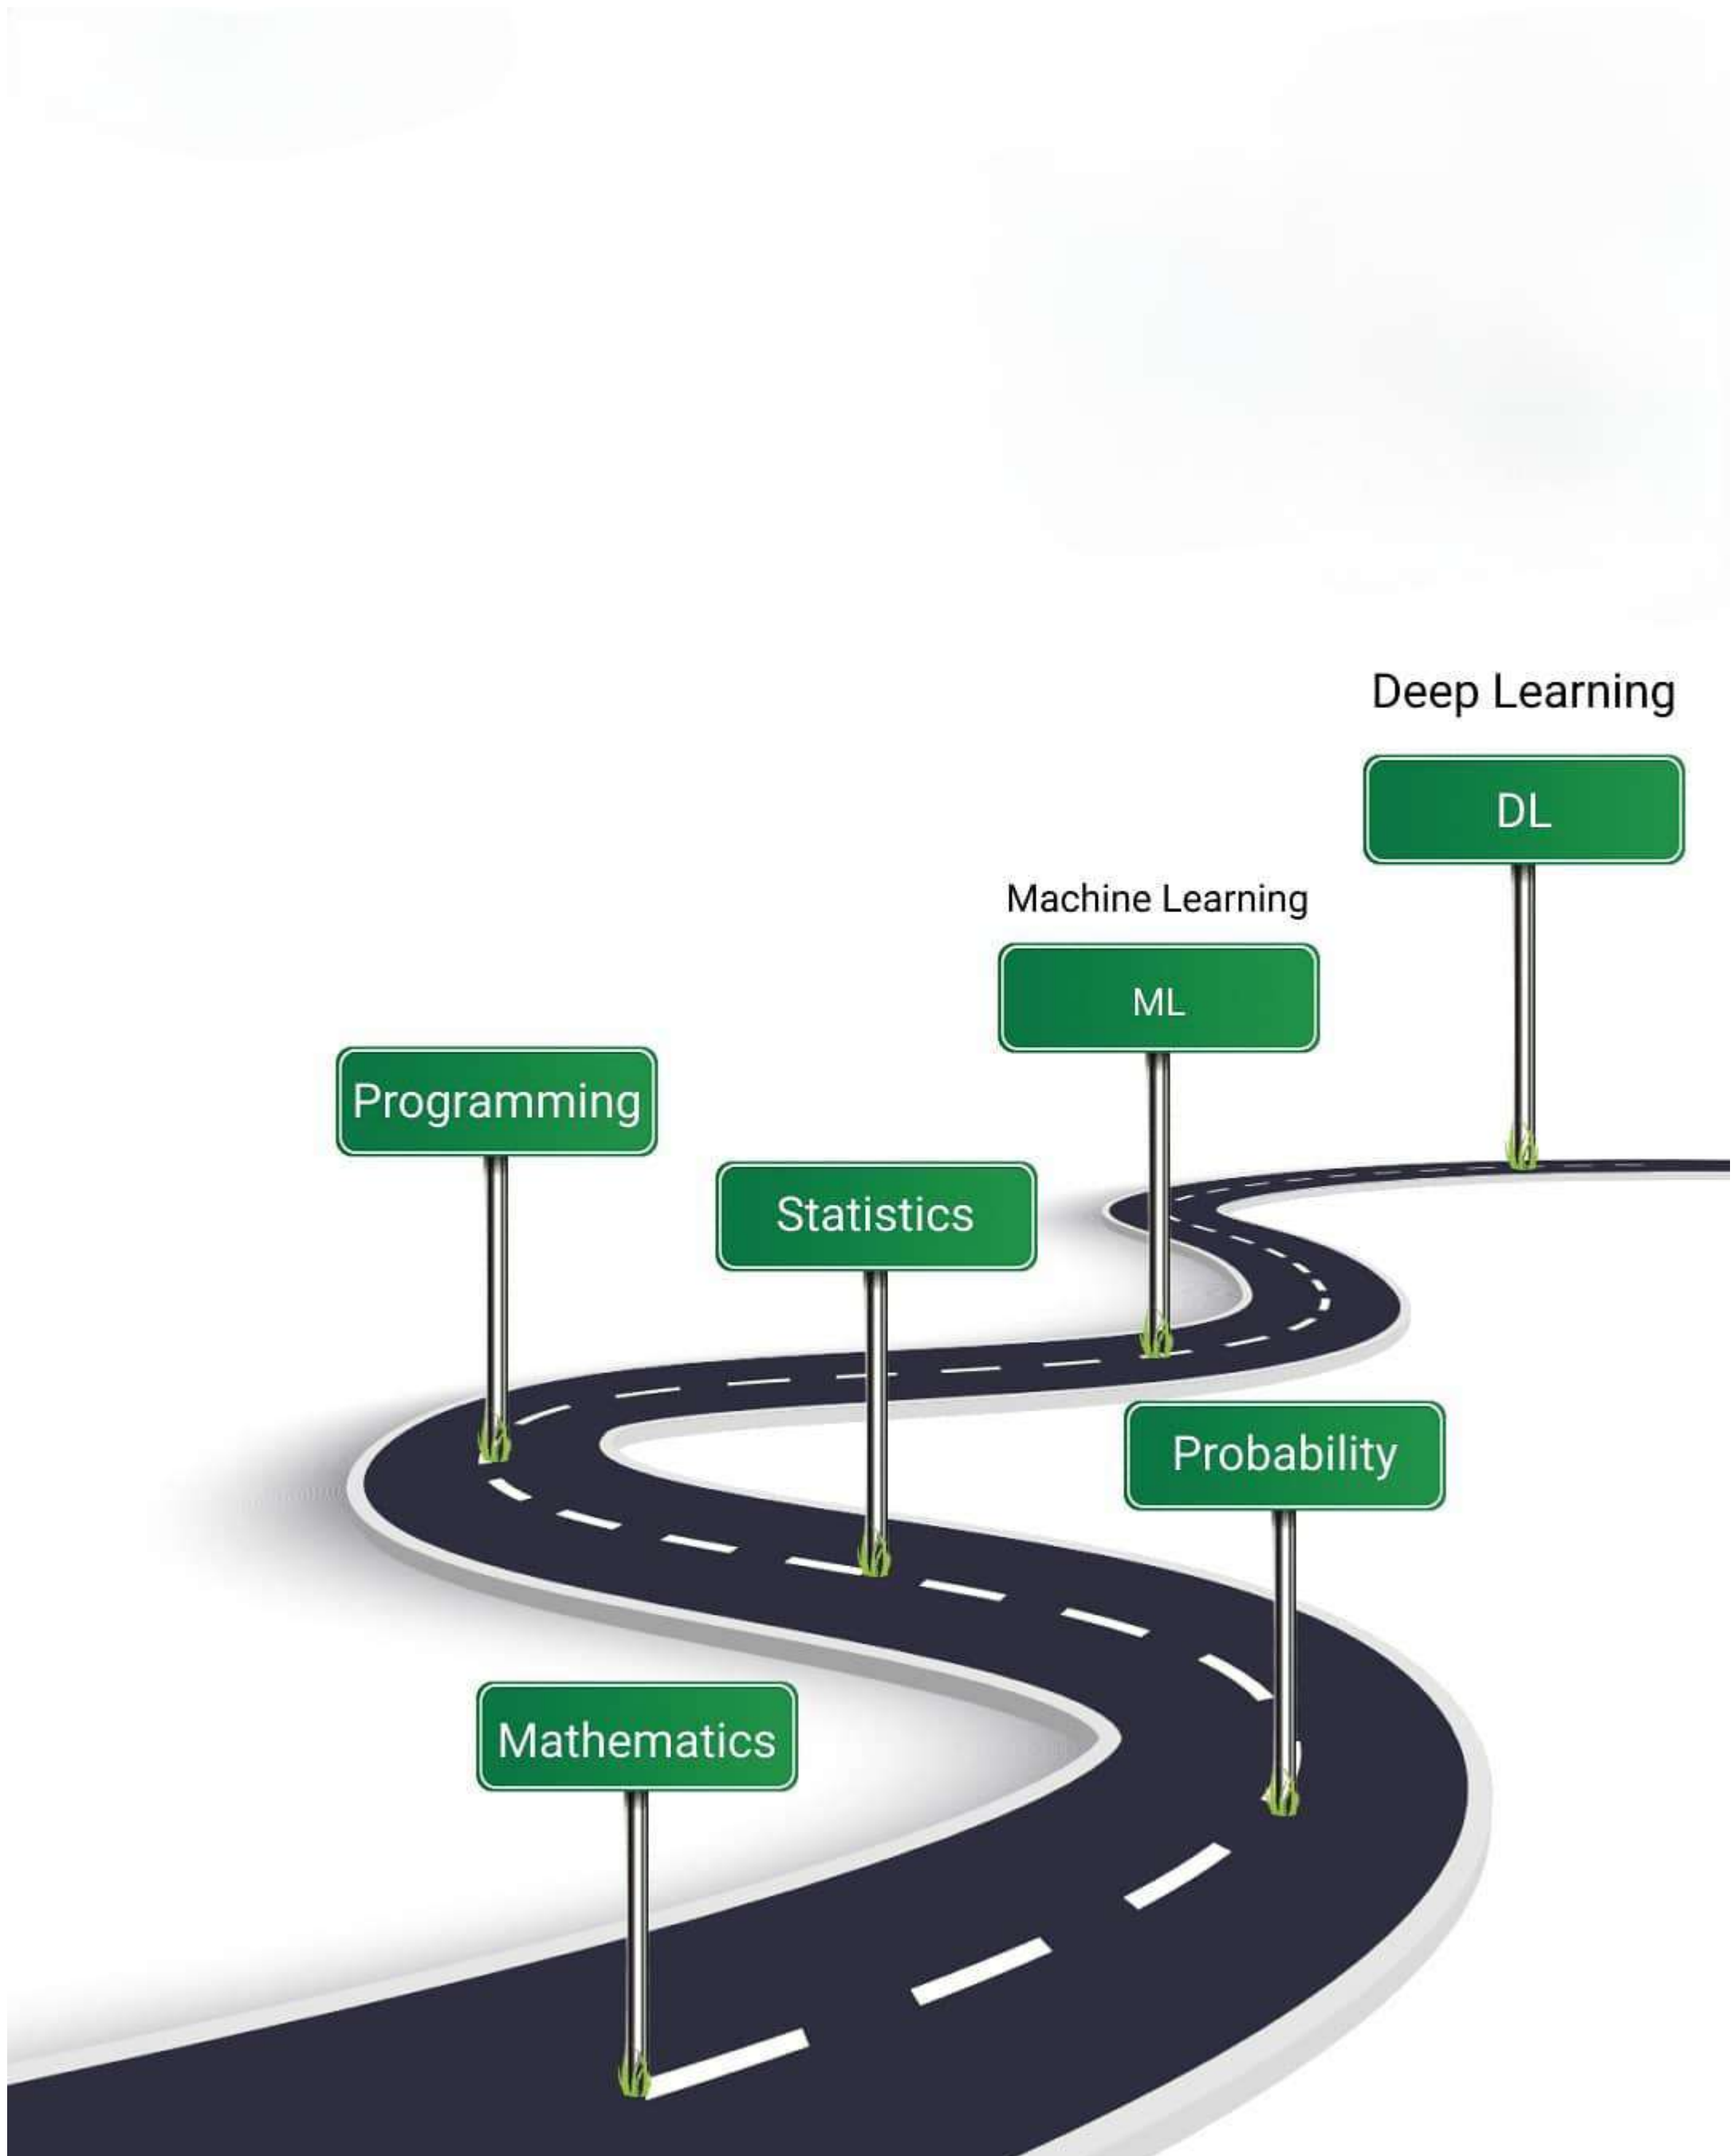 Deep Learning
DL
Machine Learning
ML
Programming
Statistics
Probability
Mathematics